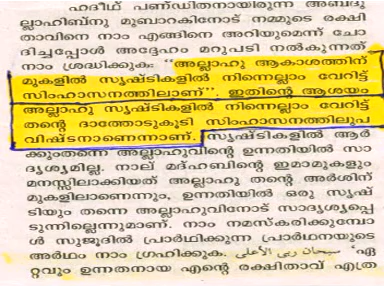 ഹദീഥ് പണ്ഡിതനായിരുന്ന അബ്ദു
ല്ലാഹിബ്നു മുബാറകിനോട് നമ്മുടെ രക്ഷി
താവിനെ നാം എങ്ങിനെ അറിയുമെന്ന് ചോ
ദിച്ചപ്പോൾ അദ്ദേഹം മറുപടി നൽകുന്നത്
നാം ശ്രദ്ധിക്കുക: ‘‘അല്ലാഹു ആകാശത്തിന്
മുകളിൽ സൃഷ്ടികളിൽ നിന്നെല്ലാം വേറിട്ട്
സിംഹാസനത്തിലാണ്’’. ഇതിന്റെ ആശയം
അല്ലാഹു സൃഷ്ടികളിൽ നിന്നെല്ലാം വേറിട്ട്
തന്റെ ദാത്തോടുകൂടി സിംഹാസനത്തിലുപ
വിഷ്ടനാണെന്നാണ്. സൃഷ്ടികളിൽ ആർ
ക്കുംതന്നെ അല്ലാഹുവിന്റെ ഉന്നതിയിൽ സാ
ദൃശ്യമില്ല. നാല് മദ്ഹബിന്റെ ഇമാമുകളും
മനസ്സിലാക്കിയത് അല്ലാഹു തന്റെ അർശിന്
മുകളിലാണെന്നും, ഉന്നതിയിൽ ഒരു സൃഷ്
ടിയും തന്നെ അല്ലാഹുവിനോട് സാദൃശ്യപ്പെ
ടുന്നില്ലെന്നുമാണ്. നാം നമസ്കരിക്കുമ്പോ
ൾ സുജൂദിൽ പ്രാർഥിക്കുന്ന പ്രാർഥനയുടെ
അർഥം നാം ഗ്രഹിക്കുക. سبحان ربى الأعلى ‘ഏ
റ്റവും ഉന്നതനായ എന്റെ രക്ഷിതാവ് എത്ര